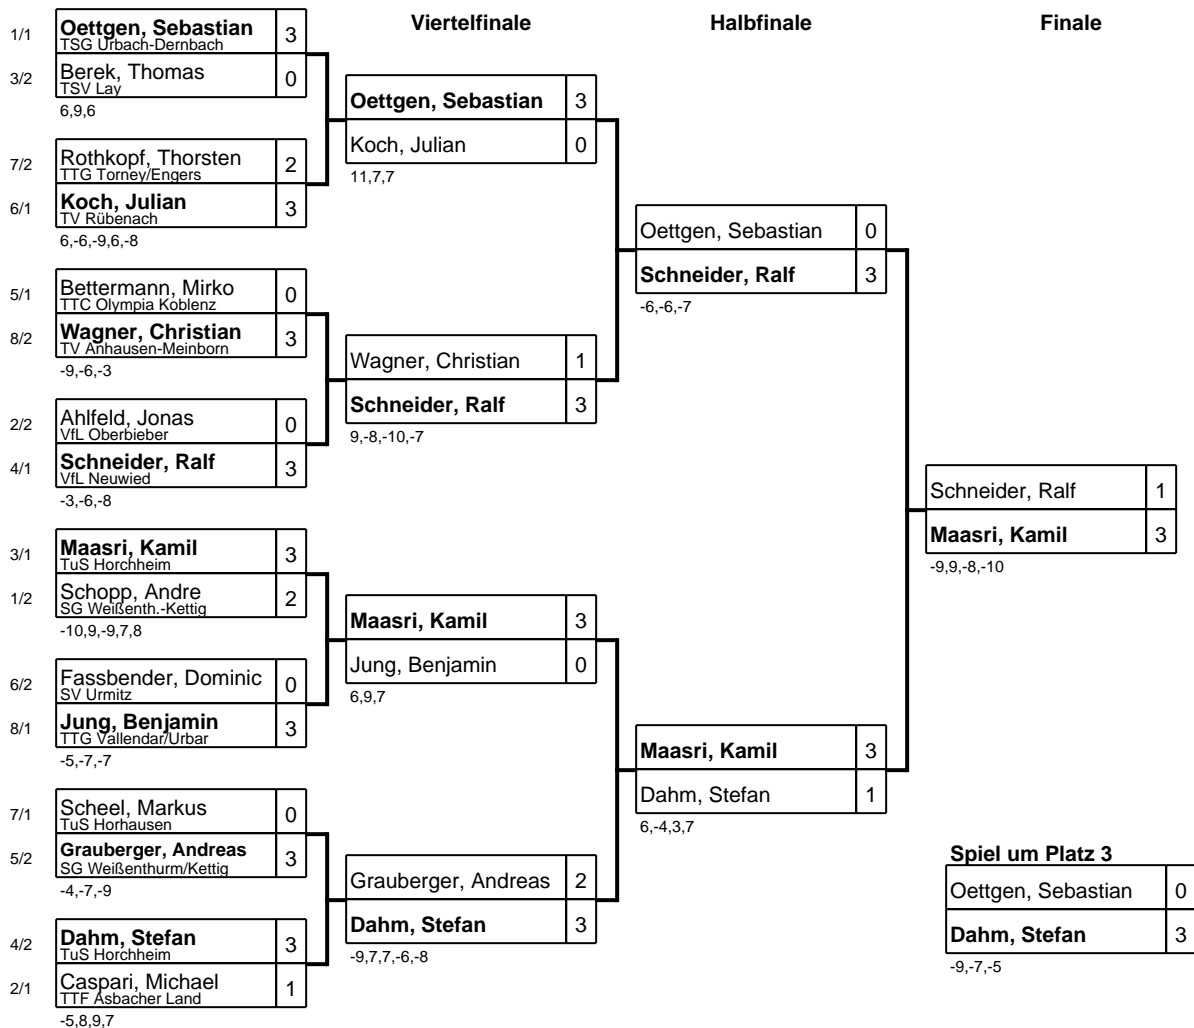 Viertelfinale
Halbfinale
Finale
1/1 Oettgen, Sebastian 3
TSG Urbach-Dernbach
3/2 Berek, Thomas 0
TSV Lay
6,9,6
7/2 Rothkopf, Thorsten 2
TTG Torney/Engers
6/1 Koch, Julian 3
TV Rübenach
6,-6,-9,6,-8
5/1 Bettermann, Mirko 0
TTC Olympia Koblenz
8/2 Wagner, Christian 3
TV Anhausen-Meinborn
-9,-6,-3
2/2 Ahlfeld, Jonas 0
VfL Oberbieber
4/1 Schneider, Ralf 3
VfL Neuwied
-3,-6,-8
3/1 Maasri, Kamil 3
TuS Horchheim
1/2 Schopp, Andre 2
SG Weißenth.-Kettig
-10,9,-9,7,8
6/2 Fassbender, Dominic 0
SV Urmitz
8/1 Jung, Benjamin 3
TTG Vallendar/Urbar
-5,-7,-7
7/1 Scheel, Markus 0
TuS Horhausen
5/2 Grauberger, Andreas 3
SG Weißenthurm/Kettig
-4,-7,-9
4/2 Dahm, Stefan 3
TuS Horchheim
2/1 Caspari, Michael 1
TTF Asbacher Land
-5,8,9,7
Oettgen, Sebastian 3
Koch, Julian 0
11,7,7
Wagner, Christian 1
Schneider, Ralf 3
9,-8,-10,-7
Maasri, Kamil 3
Jung, Benjamin 0
6,9,7
Grauberger, Andreas 2
Dahm, Stefan 3
-9,7,7,-6,-8
Oettgen, Sebastian 0
Schneider, Ralf 3
-6,-6,-7
Maasri, Kamil 3
Dahm, Stefan 1
6,-4,3,7
Schneider, Ralf 1
Maasri, Kamil 3
-9,9,-8,-10
Spiel um Platz 3
Oettgen, Sebastian 0
Dahm, Stefan 3
-9,-7,-5